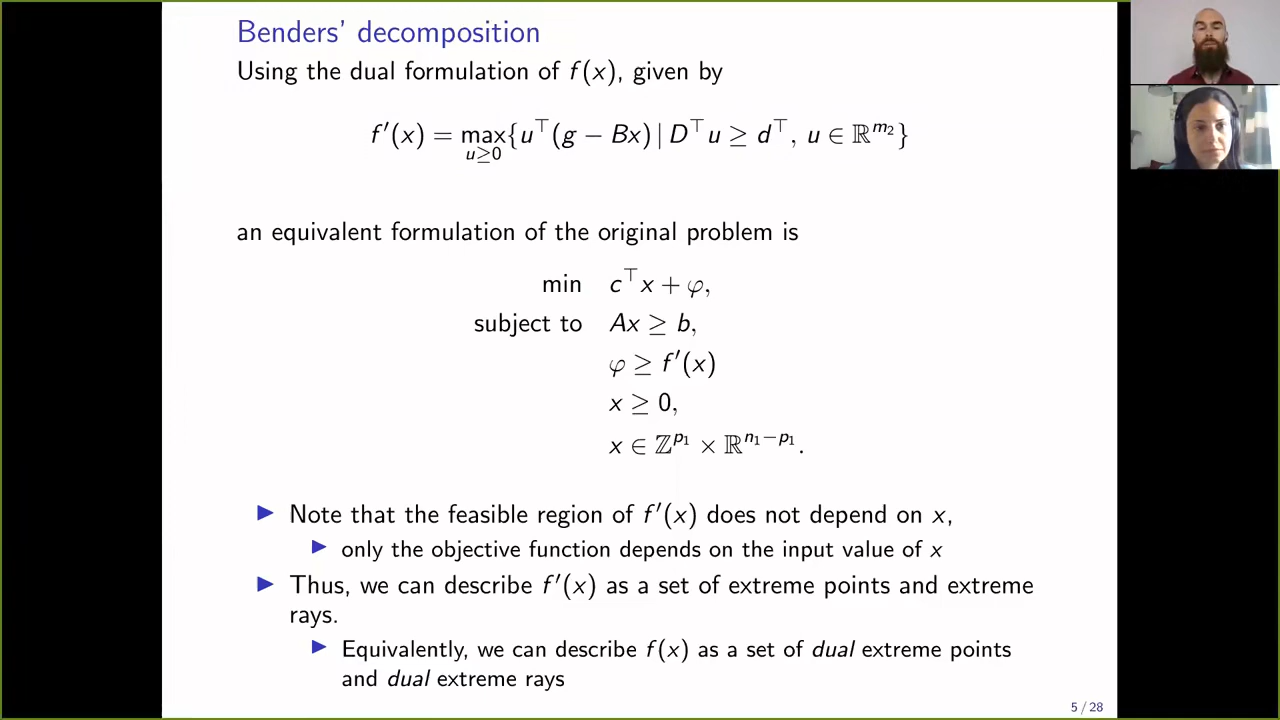 Benders' decomposition
Using the dual formulation of f(x), given by
f′(x) = max{u⊤(g − Bx) | D⊤u ≥ d⊤, u ∈ ℝᵐ²}
u≥0
an equivalent formulation of the original problem is
min c⊤x + φ,
subject to Ax ≥ b,
φ ≥ f′(x)
x ≥ 0,
x ∈ ℤᵖ¹ × ℝⁿ¹⁻ᵖ¹.
▶ Note that the feasible region of f′(x) does not depend on x,
▶ only the objective function depends on the input value of x
▶ Thus, we can describe f′(x) as a set of extreme points and extreme
rays.
▶ Equivalently, we can describe f(x) as a set of dual extreme points
and dual extreme rays
5 / 28